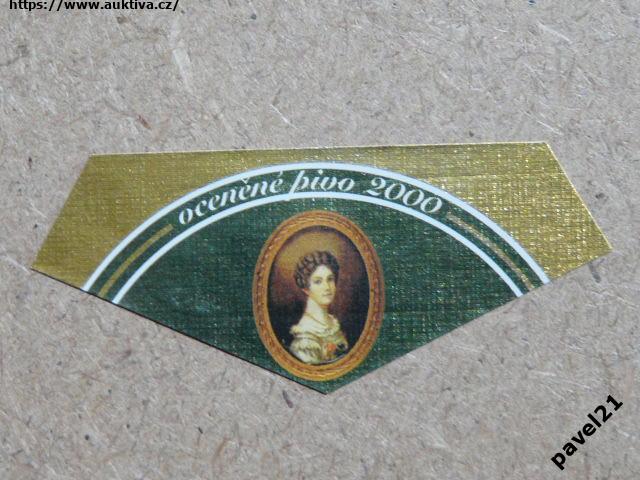 https://www.auktiva.cz/
oceněné pivo 2000
pavel21